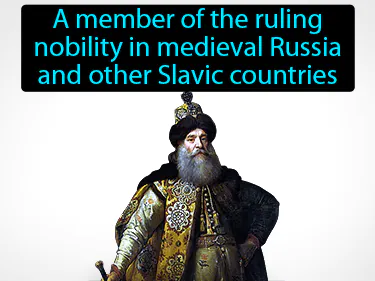 A member of the ruling
nobility in medieval Russia
and other Slavic countries